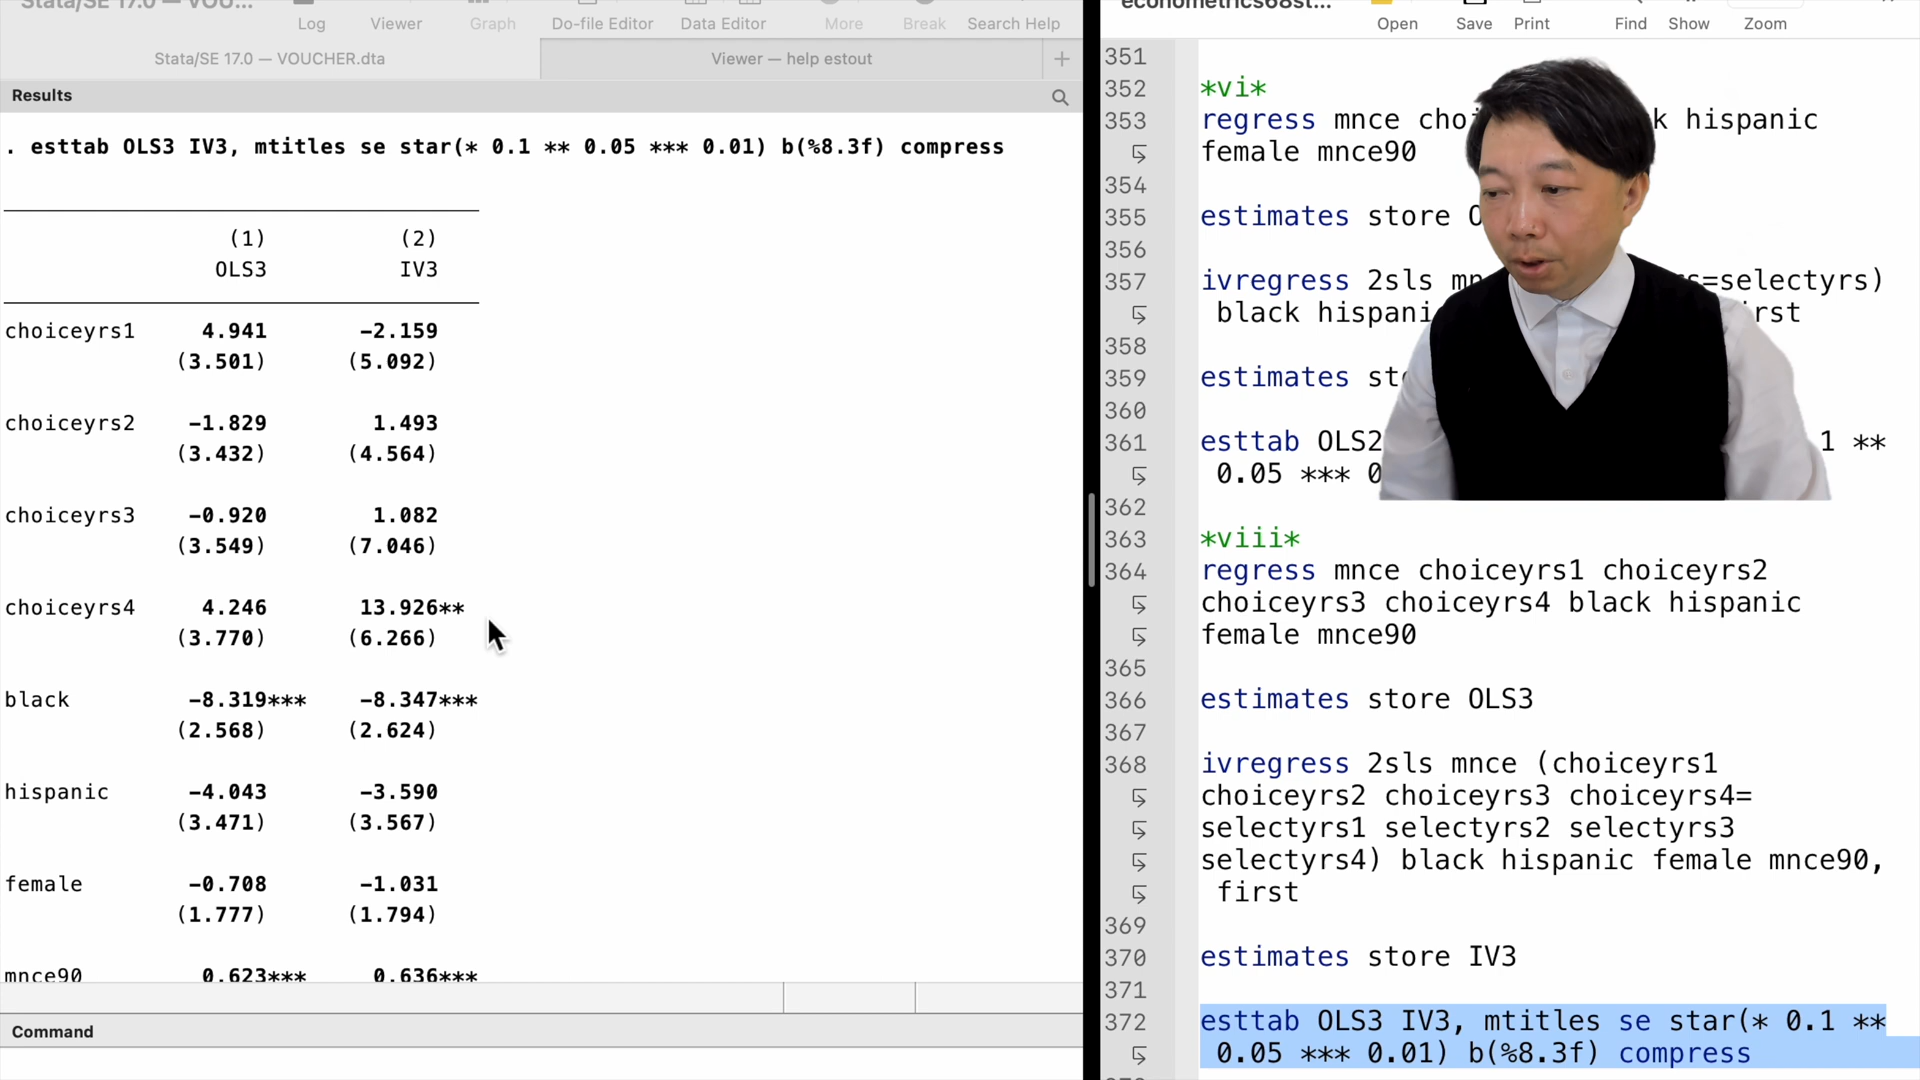 Stata/SE 17.0 — VOU...
Log Viewer Graph Do-file Editor Data Editor More Break Search Help
Stata/SE 17.0 — VOUCHER.dta
Viewer — help estout
Results
. esttab OLS3 IV3, mtitles se star(* 0.1 ** 0.05 *** 0.01) b(%8.3f) compress
(1) (2)
OLS3 IV3
choiceyrs1 4.941 -2.159
(3.501) (5.092)
choiceyrs2 -1.829 1.493
(3.432) (4.564)
choiceyrs3 -0.920 1.082
(3.549) (7.046)
choiceyrs4 4.246 13.926**
(3.770) (6.266)
black -8.319*** -8.347***
(2.568) (2.624)
hispanic -4.043 -3.590
(3.471) (3.567)
female -0.708 -1.031
(1.777) (1.794)
mnce90 0.623*** 0.636***
Command
econometrics68st...
Open Save Print Find Show Zoom
351
352 *vi*
353 regress mnce cho k hispanic
female mnce90
354
355 estimates store O
356
357 ivregress 2sls mn s=selectyrs)
black hispani rst
358
359 estimates sto
360
361 esttab OLS2 1 **
0.05 *** 0
362
363 *viii*
364 regress mnce choiceyrs1 choiceyrs2
choiceyrs3 choiceyrs4 black hispanic
female mnce90
365
366 estimates store OLS3
367
368 ivregress 2sls mnce (choiceyrs1
choiceyrs2 choiceyrs3 choiceyrs4=
selectyrs1 selectyrs2 selectyrs3
selectyrs4) black hispanic female mnce90,
first
369
370 estimates store IV3
371
372 esttab OLS3 IV3, mtitles se star(* 0.1 **
0.05 *** 0.01) b(%8.3f) compress